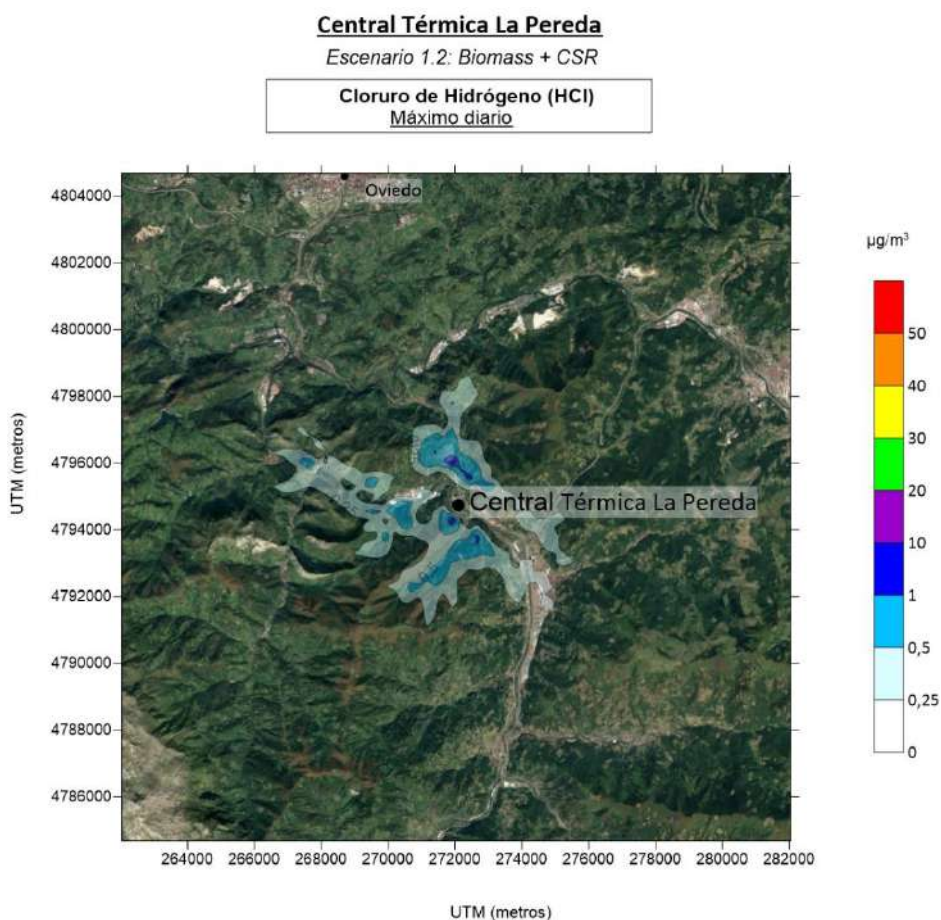 Central Térmica La Pereda
Escenario 1.2: Biomass + CSR
Cloruro de Hidrógeno (HCl)
Máximo diario
4804000
4802000
4800000
4798000
4796000
4794000
4792000
4790000
4788000
4786000
UTM (metros)
Oviedo
Central Térmica La Pereda
264000 266000 268000 270000 272000 274000 276000 278000 280000 282000
UTM (metros)
µg/m³
50
40
30
20
10
1
0,5
0,25
0